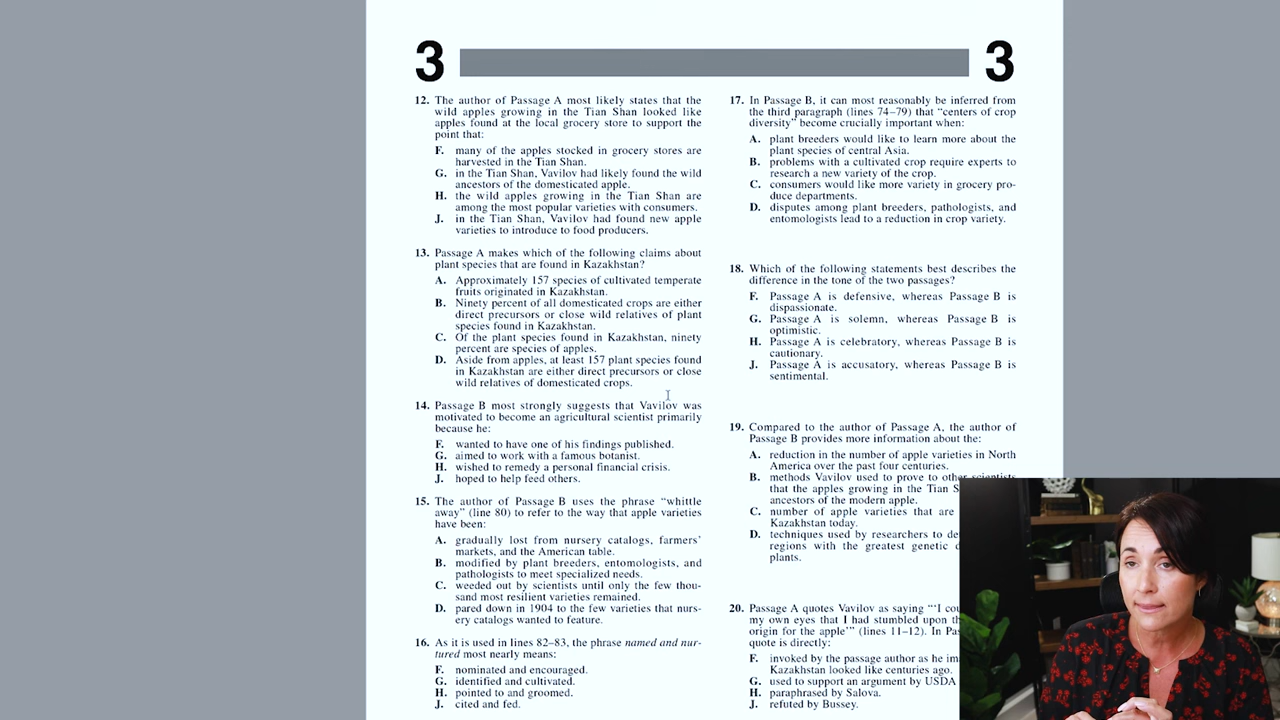 3
3
12. The author of Passage A most likely states that the
wild apples growing in the Tian Shan looked like
apples found at the local grocery store to support the
point that:
F. many of the apples stocked in grocery stores are
harvested in the Tian Shan.
G. in the Tian Shan, Vavilov had likely found the wild
ancestors of the domesticated apple.
H. the wild apples growing in the Tian Shan are
among the most popular varieties with consumers.
J. in the Tian Shan, Vavilov had found new apple
varieties to introduce to food producers.
13. Passage A makes which of the following claims about
plant species that are found in Kazakhstan?
A. Approximately 157 species of cultivated temperate
fruits originated in Kazakhstan.
B. Ninety percent of all domesticated crops are either
direct precursors or close wild relatives of plant
species found in Kazakhstan.
C. Of the plant species found in Kazakhstan, ninety
percent are species of apples.
D. Aside from apples, at least 157 plant species found
in Kazakhstan are either direct precursors or close
wild relatives of domesticated crops.
14. Passage B most strongly suggests that Vavilov was
motivated to become an agricultural scientist primarily
because he:
F. wanted to have one of his findings published.
G. aimed to work with a famous botanist.
H. wished to remedy a personal financial crisis.
J. hoped to help feed others.
15. The author of Passage B uses the phrase “whittle
away” (line 80) to refer to the way that apple varieties
have been:
A. gradually lost from nursery catalogs, farmers’
markets, and the American table.
B. modified by plant breeders, entomologists, and
pathologists to meet specialized needs.
C. weeded out by scientists until only the few thou-
sand most resilient varieties remained.
D. pared down in 1904 to the few varieties that nurs-
ery catalogs wanted to feature.
16. As it is used in lines 82–83, the phrase named and nur-
tured most nearly means:
F. nominated and encouraged.
G. identified and cultivated.
H. pointed to and groomed.
J. cited and fed.
17. In Passage B, it can most reasonably be inferred from
the third paragraph (lines 74–79) that “centers of crop
diversity” become crucially important when:
A. plant breeders would like to learn more about the
plant species of central Asia.
B. problems with a cultivated crop require experts to
research a new variety of the crop.
C. consumers would like more variety in grocery pro-
duce departments.
D. disputes among plant breeders, pathologists, and
entomologists lead to a reduction in crop variety.
18. Which of the following statements best describes the
difference in the tone of the two passages?
F. Passage A is defensive, whereas Passage B is
dispassionate.
G. Passage A is solemn, whereas Passage B is
optimistic.
H. Passage A is celebratory, whereas Passage B is
cautionary.
J. Passage A is accusatory, whereas Passage B is
sentimental.
19. Compared to the author of Passage A, the author of
Passage B provides more information about the:
A. reduction in the number of apple varieties in North
America over the past four centuries.
B. methods Vavilov used to prove to other scientists
that the apples growing in the Tian S
ancestors of the modern apple.
C. number of apple varieties that are
Kazakhstan today.
D. techniques used by researchers to de
regions with the greatest genetic d
plants.
20. Passage A quotes Vavilov as saying “‘I cou
my own eyes that I had stumbled upon th
origin for the apple’” (lines 11–12). In Pas
quote is directly:
F. invoked by the passage author as he im
Kazakhstan looked like centuries ago.
G. used to support an argument by USDA
H. paraphrased by Salova.
J. refuted by Bussey.